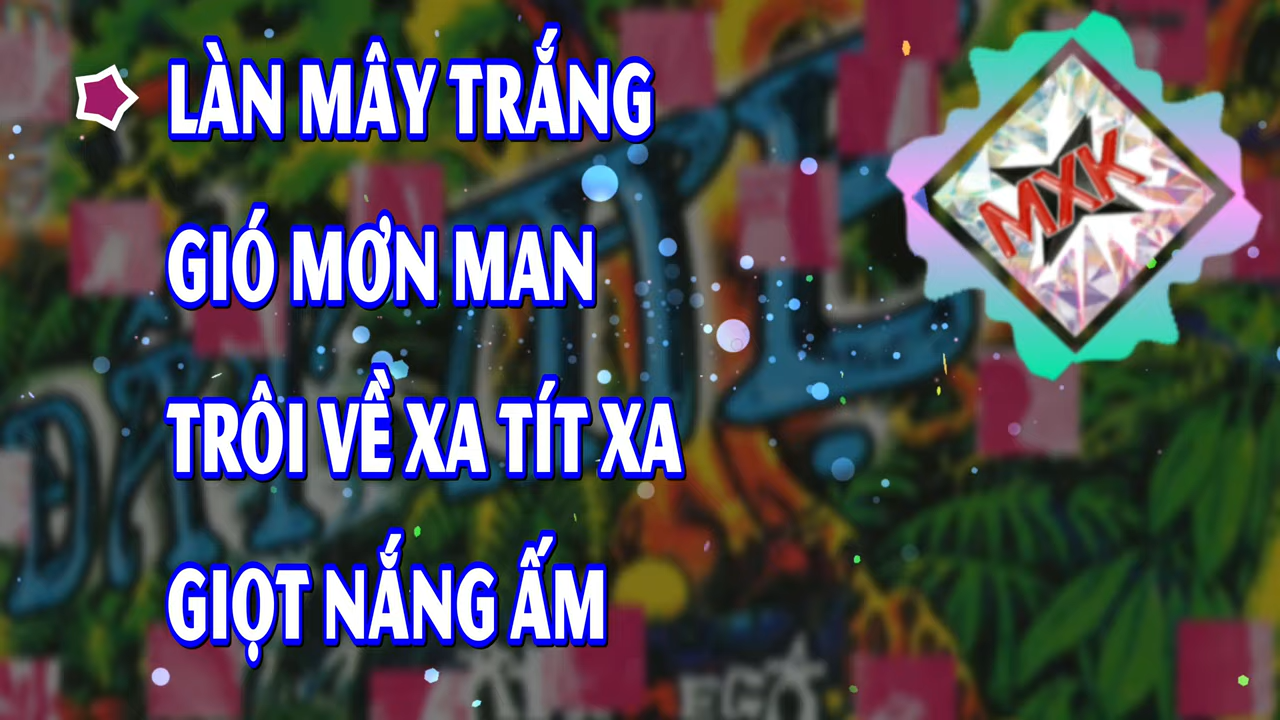 LÀN MÂY TRẮNG
MXK
GIÓ MƠN MAN
TRÔI VỀ XA TÍT XA
GIỌT NẮNG ẤM